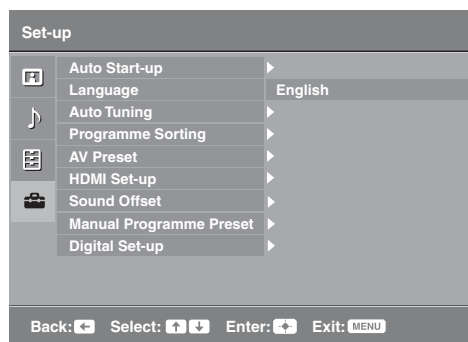 Set-up
Auto Start-up
Language English
Auto Tuning
Programme Sorting
AV Preset
HDMI Set-up
Sound Offset
Manual Programme Preset
Digital Set-up
Back: Select: Enter: Exit: MENU